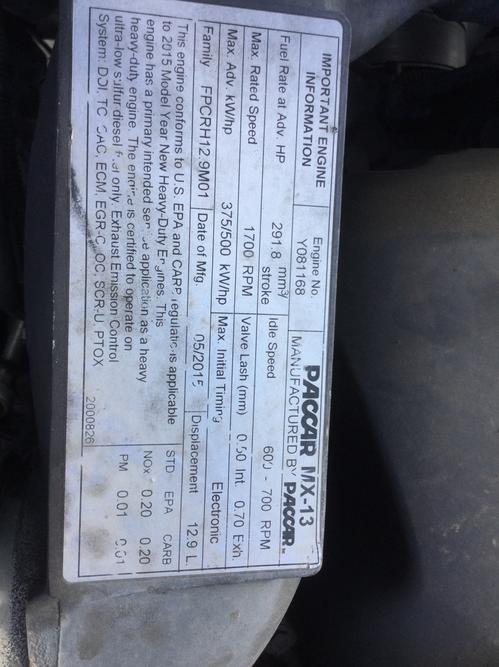 IMPORTANT ENGINE INFORMATION
Engine No. Y081168
PACCAR MX-13
MANUFACTURED BY PACCAR
Fuel Rate at Adv. HP 291.8 mm³/stroke Idle Speed 600 - 700 RPM
Max. Rated Speed 1700 RPM Valve Lash (mm) 0.50 Int. 0.70 Exh.
Max. Adv. kW/hp 375/500 kW/hp Max. Initial Timing Electronic
Family FPCRH12.9M01 Date of Mfg. 05/2015 Displacement 12.9 L.
This engine conforms to U.S. EPA and CARB regulations applicable
to 2015 Model Year New Heavy-Duty Engines. This
engine has a primary intended service application as a heavy
heavy-duty engine. The engine is certified to operate on
ultra-low sulfur diesel fuel only. Exhaust Emission Control
System: DDI, TC, CAC, ECM, EGR-C, OC, SCR-U, PTOX
STD EPA CARB
NOx 0.20 0.20
PM 0.01 0.01
2000826